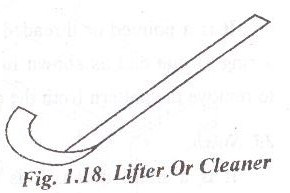 Fig. 1.18. Lifter Or Cleaner